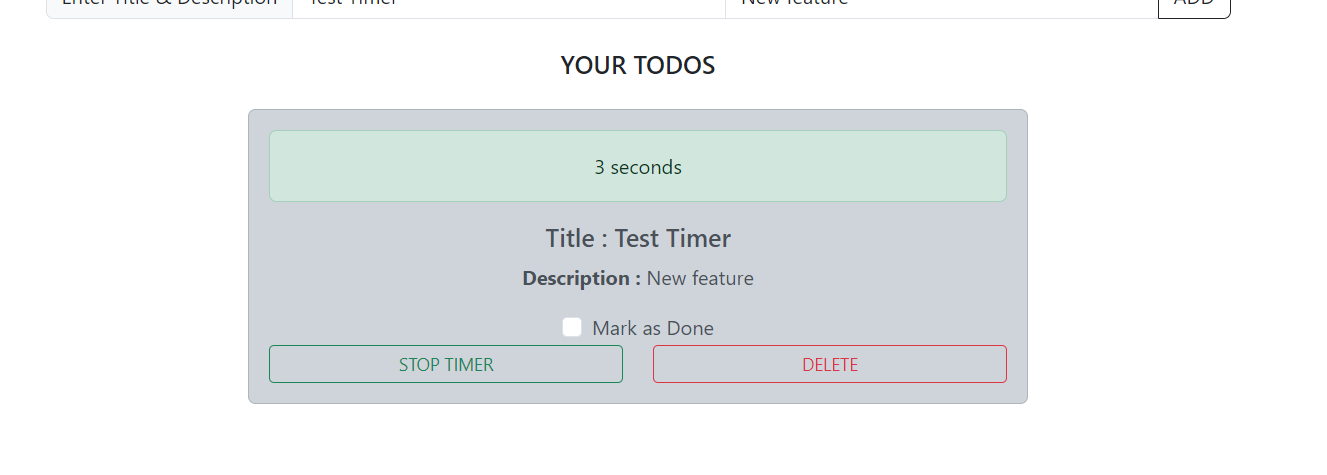 Enter Title & Description Test Timer New feature ADD
YOUR TODOS
3 seconds
Title : Test Timer
Description : New feature
Mark as Done
STOP TIMER DELETE